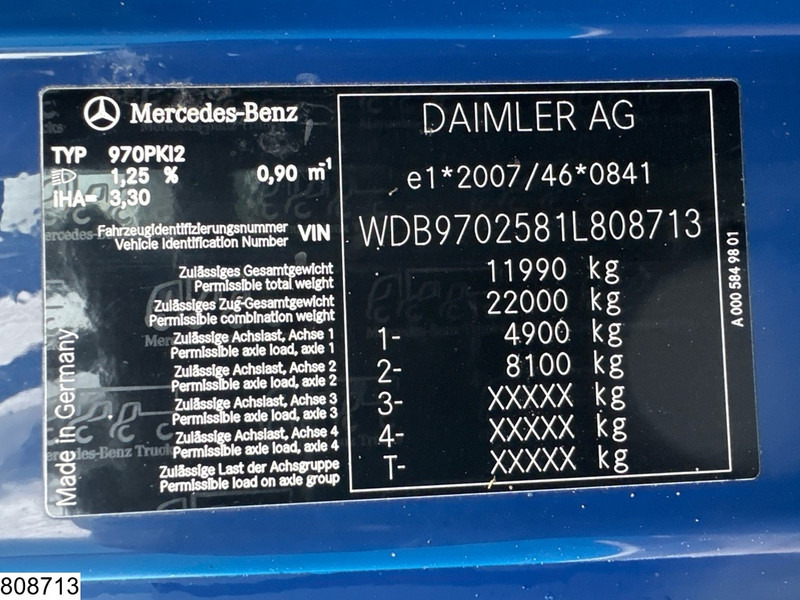 Mercedes-Benz
TYP 970PKI2
1,25 % 0,90 m⁻¹
iHA= 3,30
Fahrzeugidentifizierungsnummer
Vehicle Identification Number VIN
Zulässiges Gesamtgewicht
Permissible total weight
Zulässiges Zug-Gesamtgewicht
Permissible combination weight
Zulässige Achslast, Achse 1
Permissible axle load, axle 1
Zulässige Achslast, Achse 2
Permissible axle load, axle 2
Zulässige Achslast, Achse 3
Permissible axle load, axle 3
Zulässige Achslast, Achse 4
Permissible axle load, axle 4
Zulässige Last der Achsgruppe
Permissible load on axle group
Made in Germany
DAIMLER AG
e1*2007/46*0841
WDB9702581L808713
11990 kg
22000 kg
1- 4900 kg
2- 8100 kg
3- XXXXX kg
4- XXXXX kg
T- XXXXX kg
A 000 584 98 01
808713